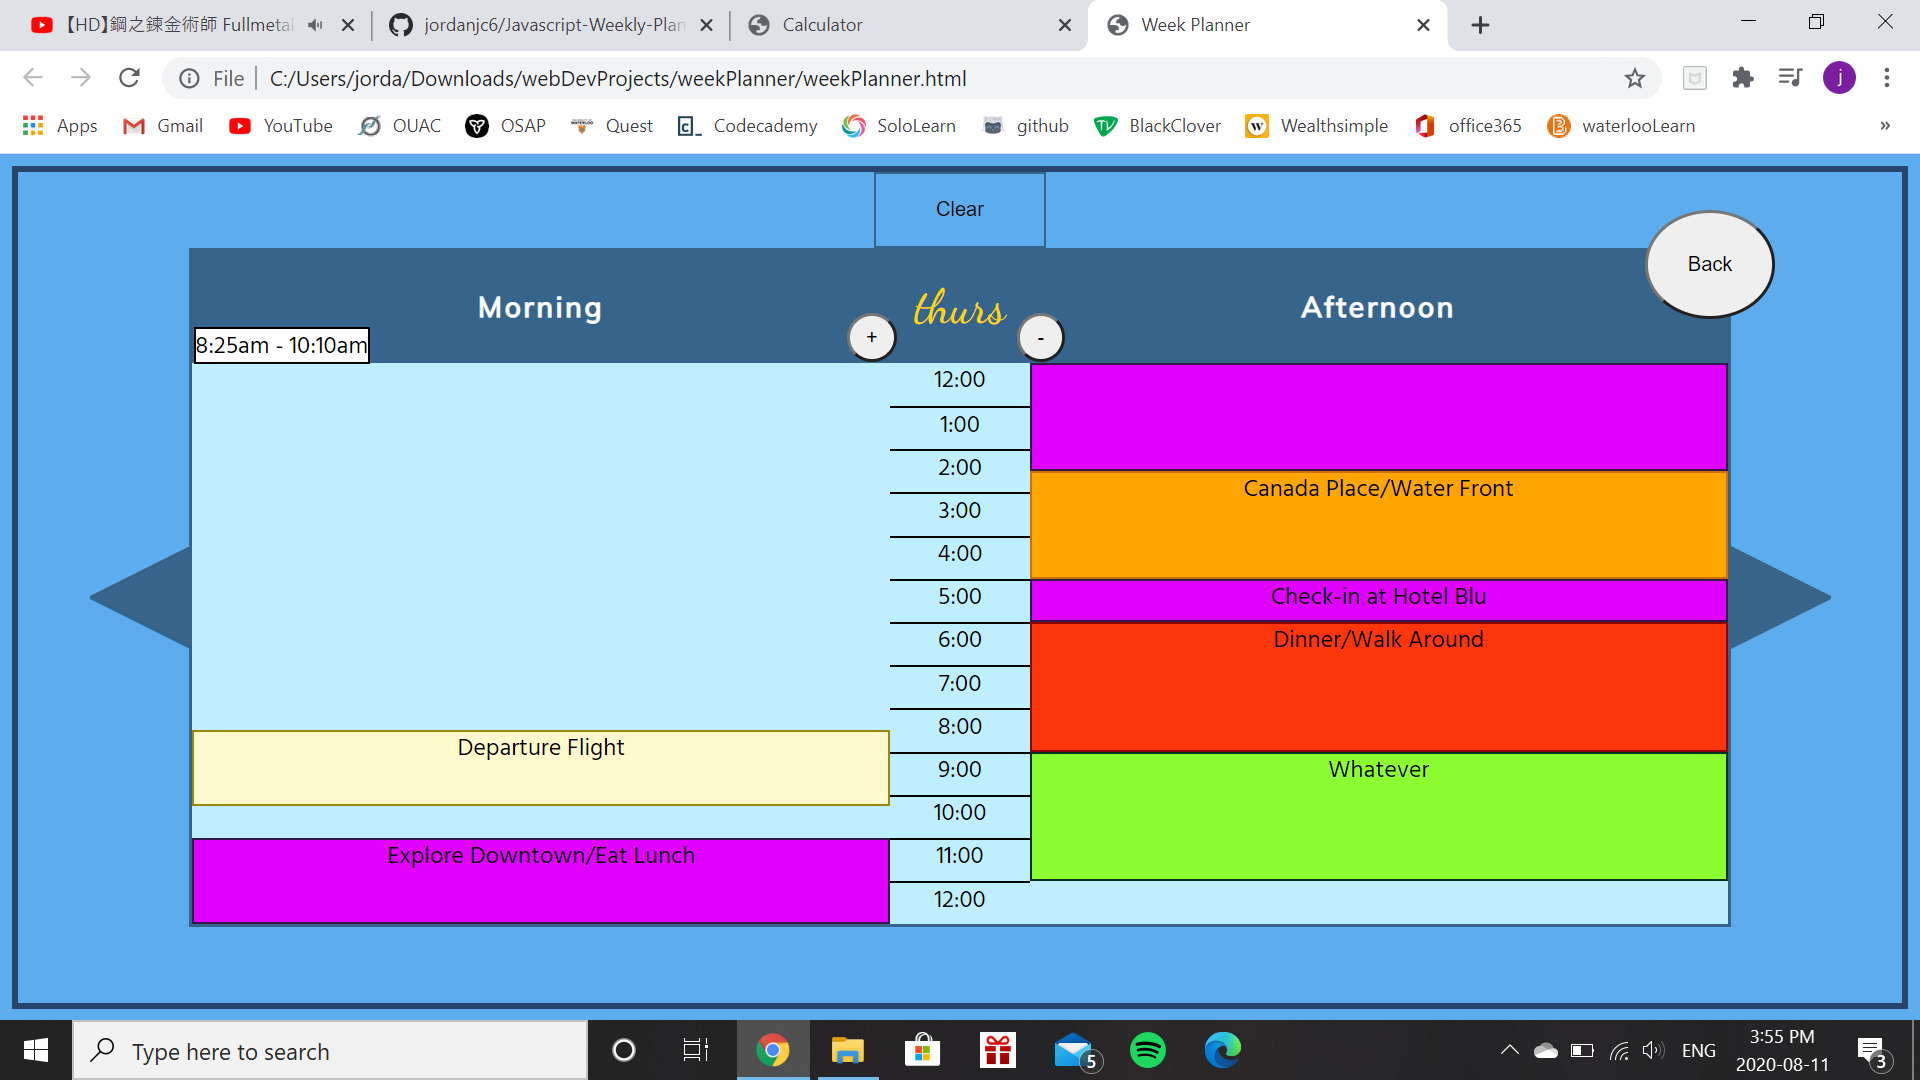 【HD】鋼之鍊金術師 Fullmetal
jordanjc6/Javascript-Weekly-Plan
Calculator
Week Planner
File
C:/Users/jorda/Downloads/webDevProjects/weekPlanner/weekPlanner.html
j
Apps
Gmail
YouTube
OUAC
OSAP
Quest
Codecademy
SoloLearn
github
BlackClover
Wealthsimple
office365
waterlooLearn
»
Clear
Back
Morning
thurs
Afternoon
8:25am - 10:10am
+
-
12:00
1:00
2:00
3:00
4:00
5:00
6:00
7:00
8:00
9:00
10:00
11:00
12:00
Departure Flight
Explore Downtown/Eat Lunch
Canada Place/Water Front
Check-in at Hotel Blu
Dinner/Walk Around
Whatever
Type here to search
5
ENG
3:55 PM
2020-08-11
3